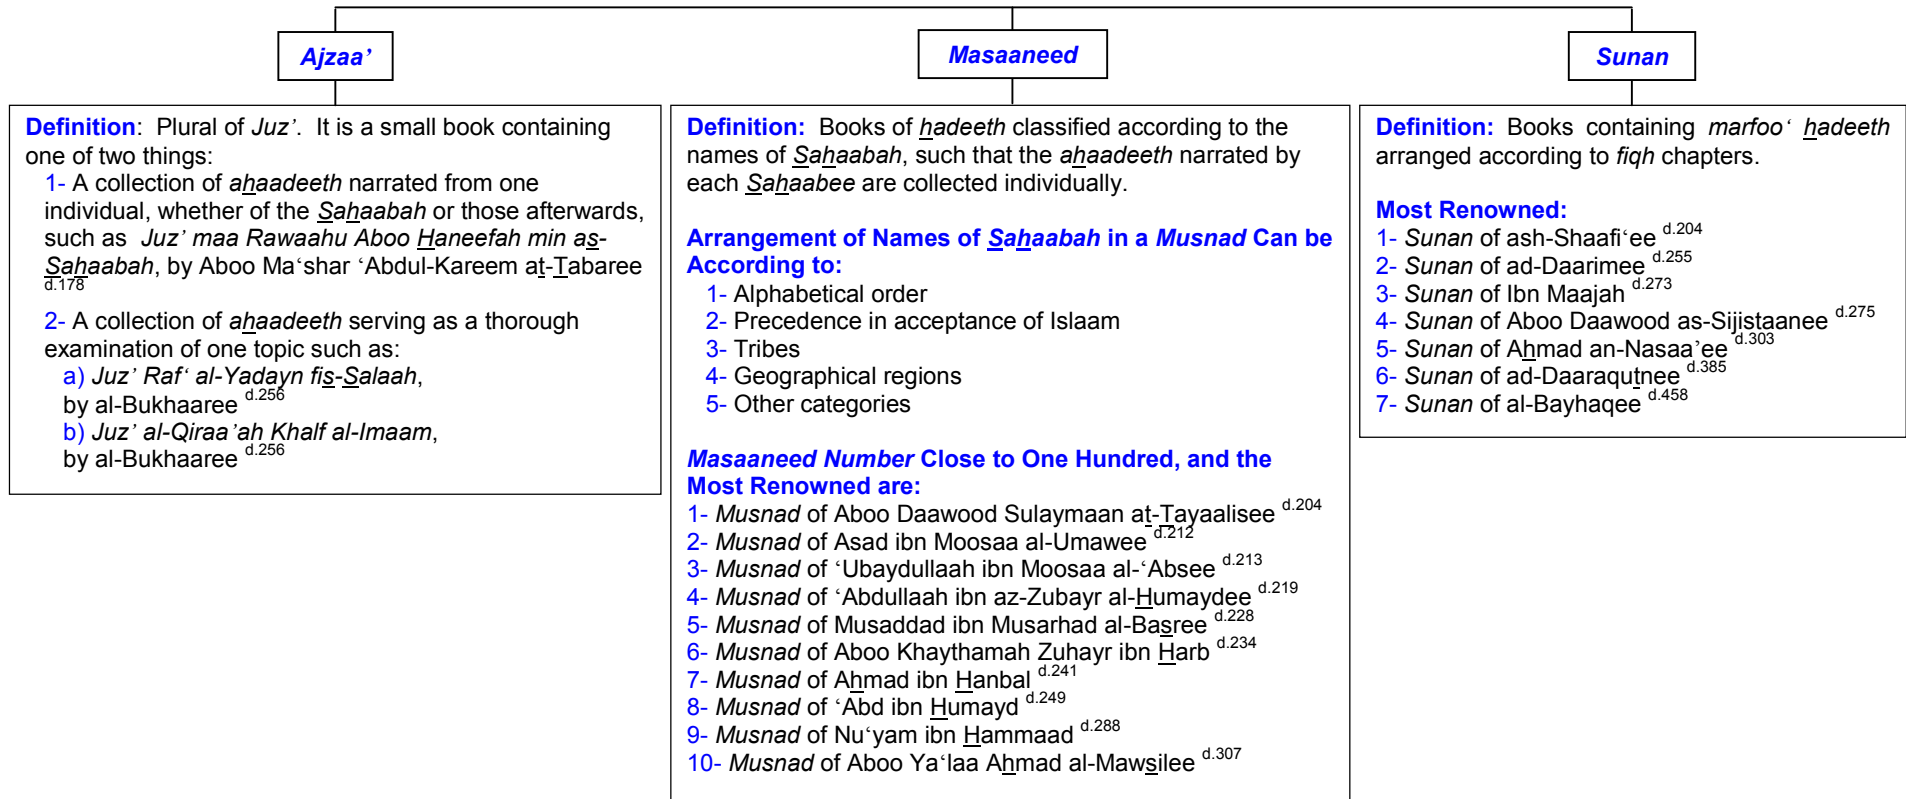 Ajzaa’
Masaaneed
Sunan
Definition: Plural of Juz’. It is a small book containing
one of two things:
1- A collection of ahaadeeth narrated from one
individual, whether of the Sahaabah or those afterwards,
such as Juz’ maa Rawaahu Aboo Haneefah min as-
Sahaabah, by Aboo Ma‘shar ‘Abdul-Kareem at-Tabaree
d.178
2- A collection of ahaadeeth serving as a thorough
examination of one topic such as:
a) Juz’ Raf‘ al-Yadayn fis-Salaah,
by al-Bukhaaree d.256
b) Juz’ al-Qiraa’ah Khalf al-Imaam,
by al-Bukhaaree d.256
Definition: Books of hadeeth classified according to the
names of Sahaabah, such that the ahaadeeth narrated by
each Sahaabee are collected individually.
Arrangement of Names of Sahaabah in a Musnad Can be
According to:
1- Alphabetical order
2- Precedence in acceptance of Islaam
3- Tribes
4- Geographical regions
5- Other categories
Masaaneed Number Close to One Hundred, and the
Most Renowned are:
1- Musnad of Aboo Daawood Sulaymaan at-Tayaalisee d.204
2- Musnad of Asad ibn Moosaa al-Umawee d.212
3- Musnad of ‘Ubaydullaah ibn Moosaa al-‘Absee d.213
4- Musnad of ‘Abdullaah ibn az-Zubayr al-Humaydee d.219
5- Musnad of Musaddad ibn Musarhad al-Basree d.228
6- Musnad of Aboo Khaythamah Zuhayr ibn Harb d.234
7- Musnad of Ahmad ibn Hanbal d.241
8- Musnad of ‘Abd ibn Humayd d.249
9- Musnad of Nu‘yam ibn Hammaad d.288
10- Musnad of Aboo Ya‘laa Ahmad al-Mawsilee d.307
Definition: Books containing marfoo‘ hadeeth
arranged according to fiqh chapters.
Most Renowned:
1- Sunan of ash-Shaafi‘ee d.204
2- Sunan of ad-Daarimee d.255
3- Sunan of Ibn Maajah d.273
4- Sunan of Aboo Daawood as-Sijistaanee d.275
5- Sunan of Ahmad an-Nasaa’ee d.303
6- Sunan of ad-Daaraqutnee d.385
7- Sunan of al-Bayhaqee d.458